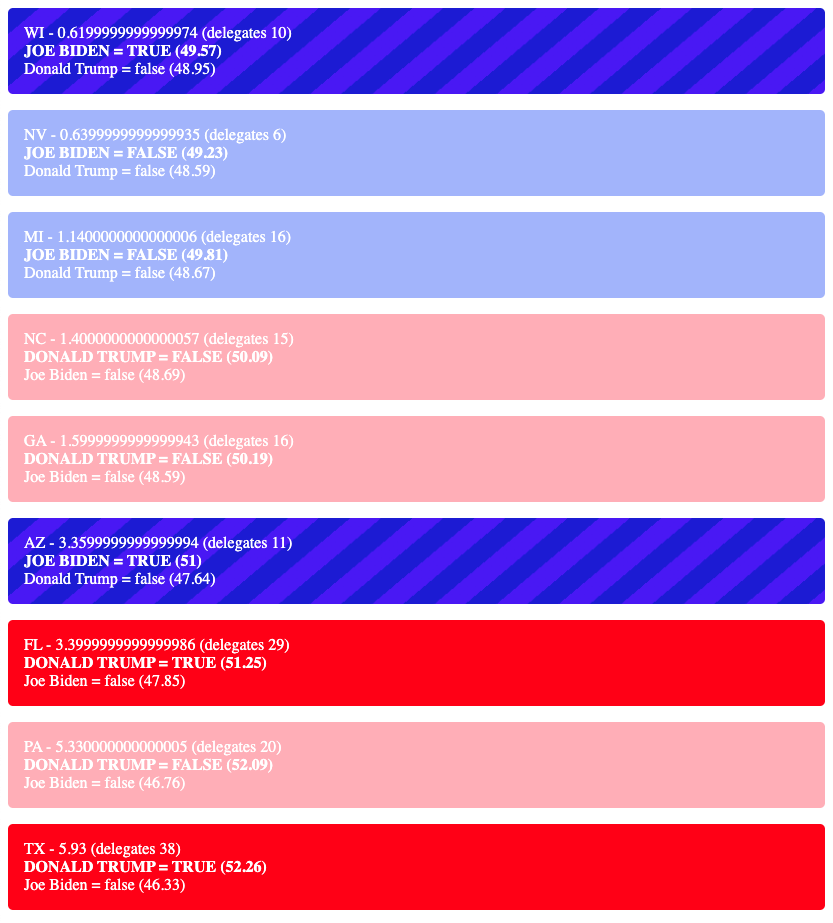 WI - 0.6199999999999974 (delegates 10)
JOE BIDEN = TRUE (49.57)
Donald Trump = false (48.95)
NV - 0.6399999999999935 (delegates 6)
JOE BIDEN = FALSE (49.23)
Donald Trump = false (48.59)
MI - 1.1400000000000006 (delegates 16)
JOE BIDEN = FALSE (49.81)
Donald Trump = false (48.67)
NC - 1.4000000000000057 (delegates 15)
DONALD TRUMP = FALSE (50.09)
Joe Biden = false (48.69)
GA - 1.5999999999999943 (delegates 16)
DONALD TRUMP = FALSE (50.19)
Joe Biden = false (48.59)
AZ - 3.3599999999999994 (delegates 11)
JOE BIDEN = TRUE (51)
Donald Trump = false (47.64)
FL - 3.3999999999999986 (delegates 29)
DONALD TRUMP = TRUE (51.25)
Joe Biden = false (47.85)
PA - 5.330000000000005 (delegates 20)
DONALD TRUMP = FALSE (52.09)
Joe Biden = false (46.76)
TX - 5.93 (delegates 38)
DONALD TRUMP = TRUE (52.26)
Joe Biden = false (46.33)